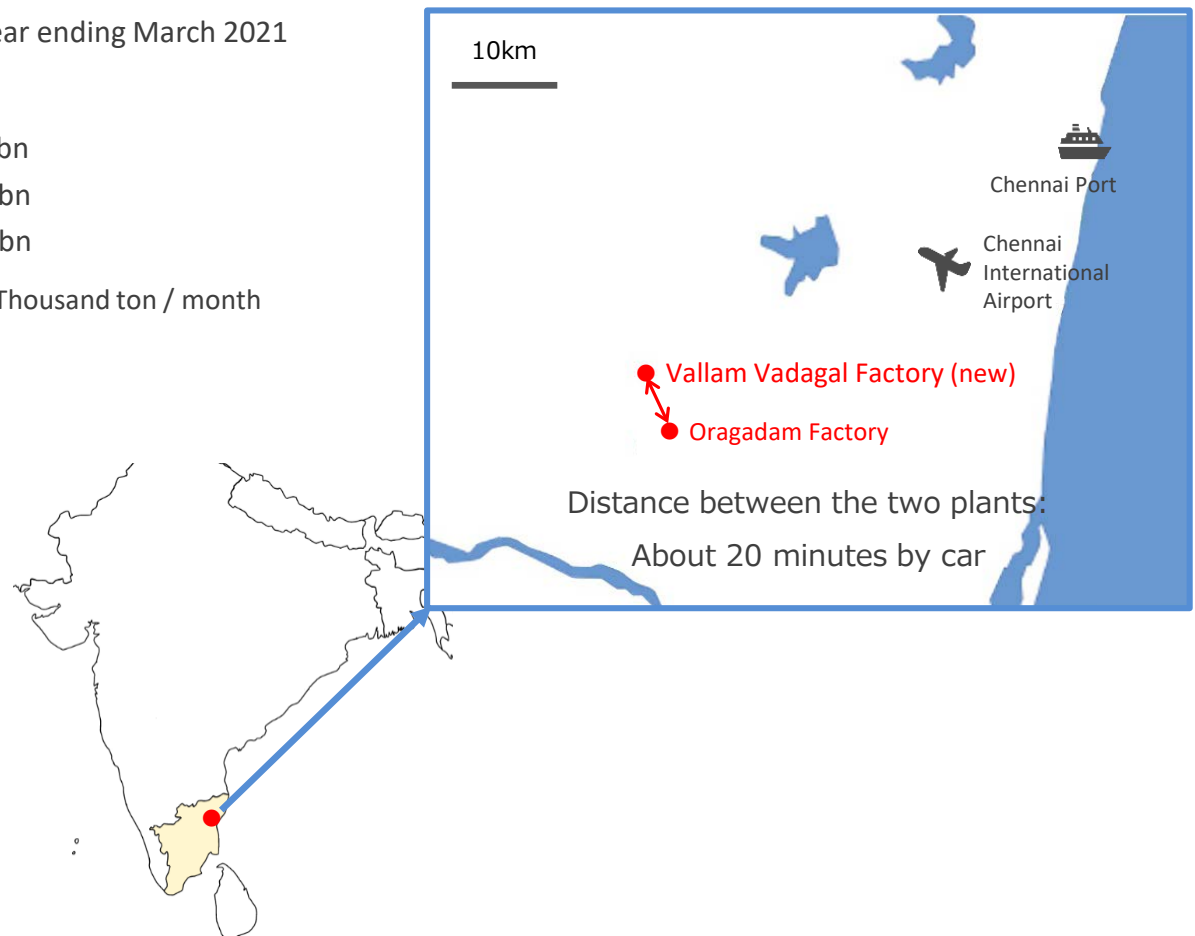 ear ending March 2021
bn
bn
bn
Thousand ton / month
10km
Chennai Port
Chennai
International
Airport
Vallam Vadagal Factory (new)
Oragadam Factory
Distance between the two plants:
About 20 minutes by car